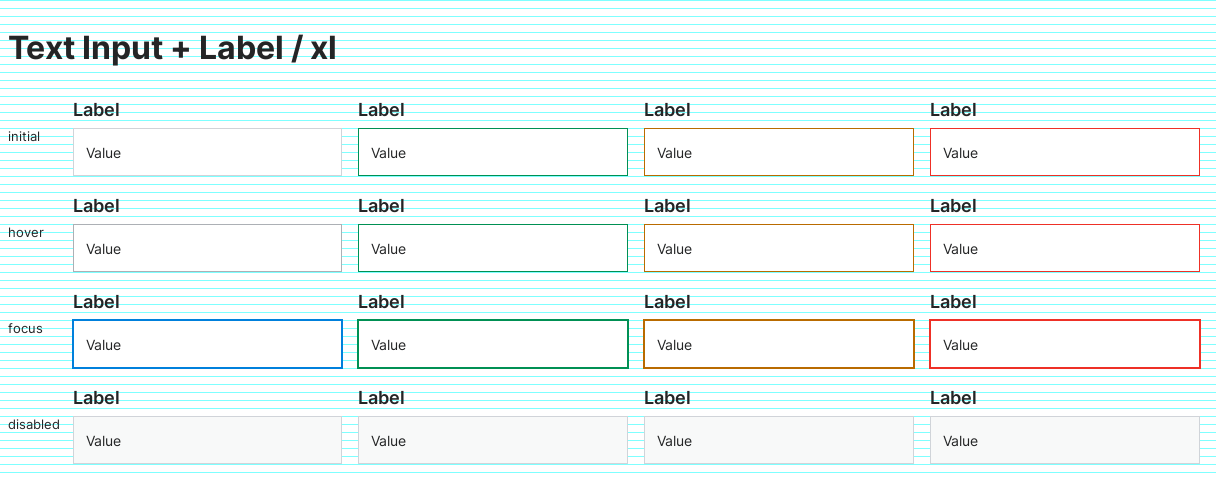 Text Input + Label / xl
Label Label Label Label
initial Value Value Value Value
Label Label Label Label
hover Value Value Value Value
Label Label Label Label
focus Value Value Value Value
Label Label Label Label
disabled Value Value Value Value